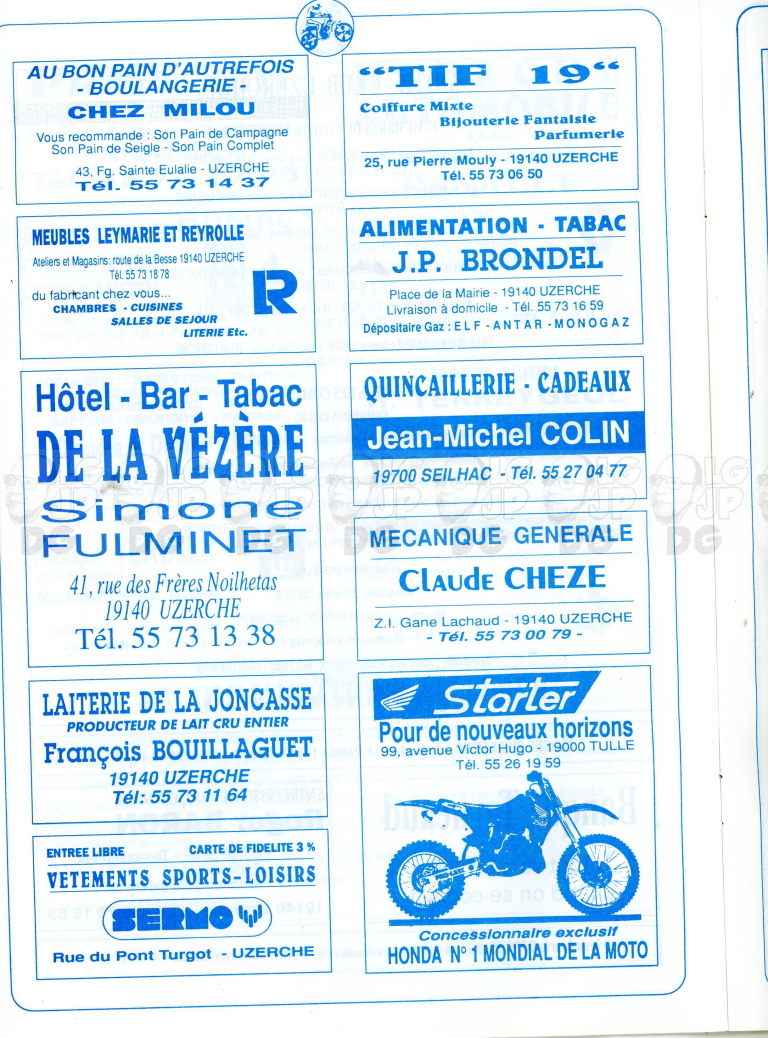 AU BON PAIN D'AUTREFOIS
- BOULANGERIE -
CHEZ MILOU
Vous recommande : Son Pain de Campagne
Son Pain de Seigle - Son Pain Complet
43, Fg. Sainte Eulalie - UZERCHE
Tél. 55 73 14 37
MEUBLES LEYMARIE ET REYROLLE
Ateliers et Magasins: route de la Besse 19140 UZERCHE
Tél. 55 73 18 78
du fabricant chez vous...
CHAMBRES - CUISINES
SALLES DE SEJOUR
LITERIE Etc.
R
Hôtel - Bar - Tabac
DE LA VÉZÈRE
Simone
FULMINET
41, rue des Frères Noilhetas
19140 UZERCHE
Tél. 55 73 13 38
LAITERIE DE LA JONCASSE
PRODUCTEUR DE LAIT CRU ENTIER
François BOUILLAGUET
19140 UZERCHE
Tél: 55 73 11 64
ENTREE LIBRE CARTE DE FIDELITE 3 %
VETEMENTS SPORTS-LOISIRS
SERMO
Rue du Pont Turgot - UZERCHE
“TIF 19“
Coiffure Mixte
Bijouterie Fantaisie
Parfumerie
25, rue Pierre Mouly - 19140 UZERCHE
Tél. 55 73 06 50
ALIMENTATION - TABAC
J.P. BRONDEL
Place de la Mairie - 19140 UZERCHE
Livraison à domicile - Tél. 55 73 16 59
Dépositaire Gaz : ELF - ANTAR - MONOGAZ
QUINCAILLERIE - CADEAUX
Jean-Michel COLIN
19700 SEILHAC - Tél. 55 27 04 77
MECANIQUE GENERALE
Claude CHEZE
Z.I. Gane Lachaud - 19140 UZERCHE
- Tél. 55 73 00 79 -
Starter
Pour de nouveaux horizons
99, avenue Victor Hugo - 19000 TULLE
Tél. 55 26 19 59
Concessionnaire exclusif
HONDA N° 1 MONDIAL DE LA MOTO